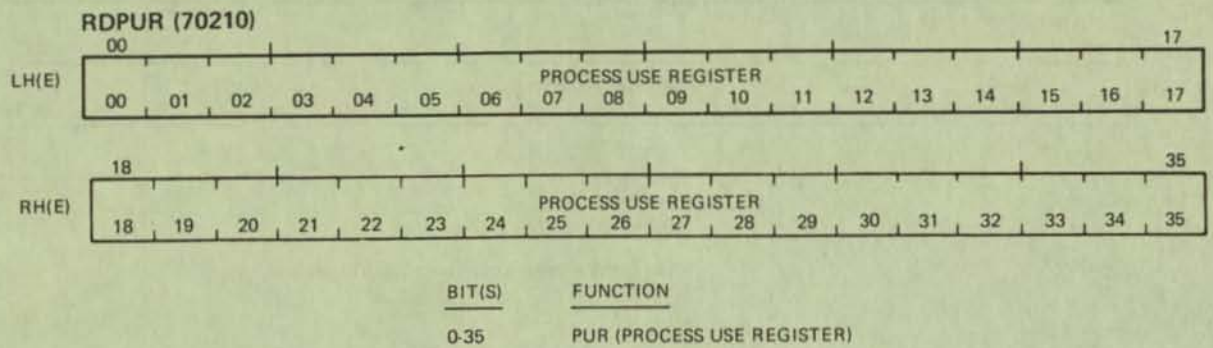 RDPUR (70210)
00 17
LH(E) PROCESS USE REGISTER
00 01 02 03 04 05 06 07 08 09 10 11 12 13 14 15 16 17
18 35
RH(E) PROCESS USE REGISTER
18 19 20 21 22 23 24 25 26 27 28 29 30 31 32 33 34 35
BIT(S) FUNCTION
0-35 PUR (PROCESS USE REGISTER)